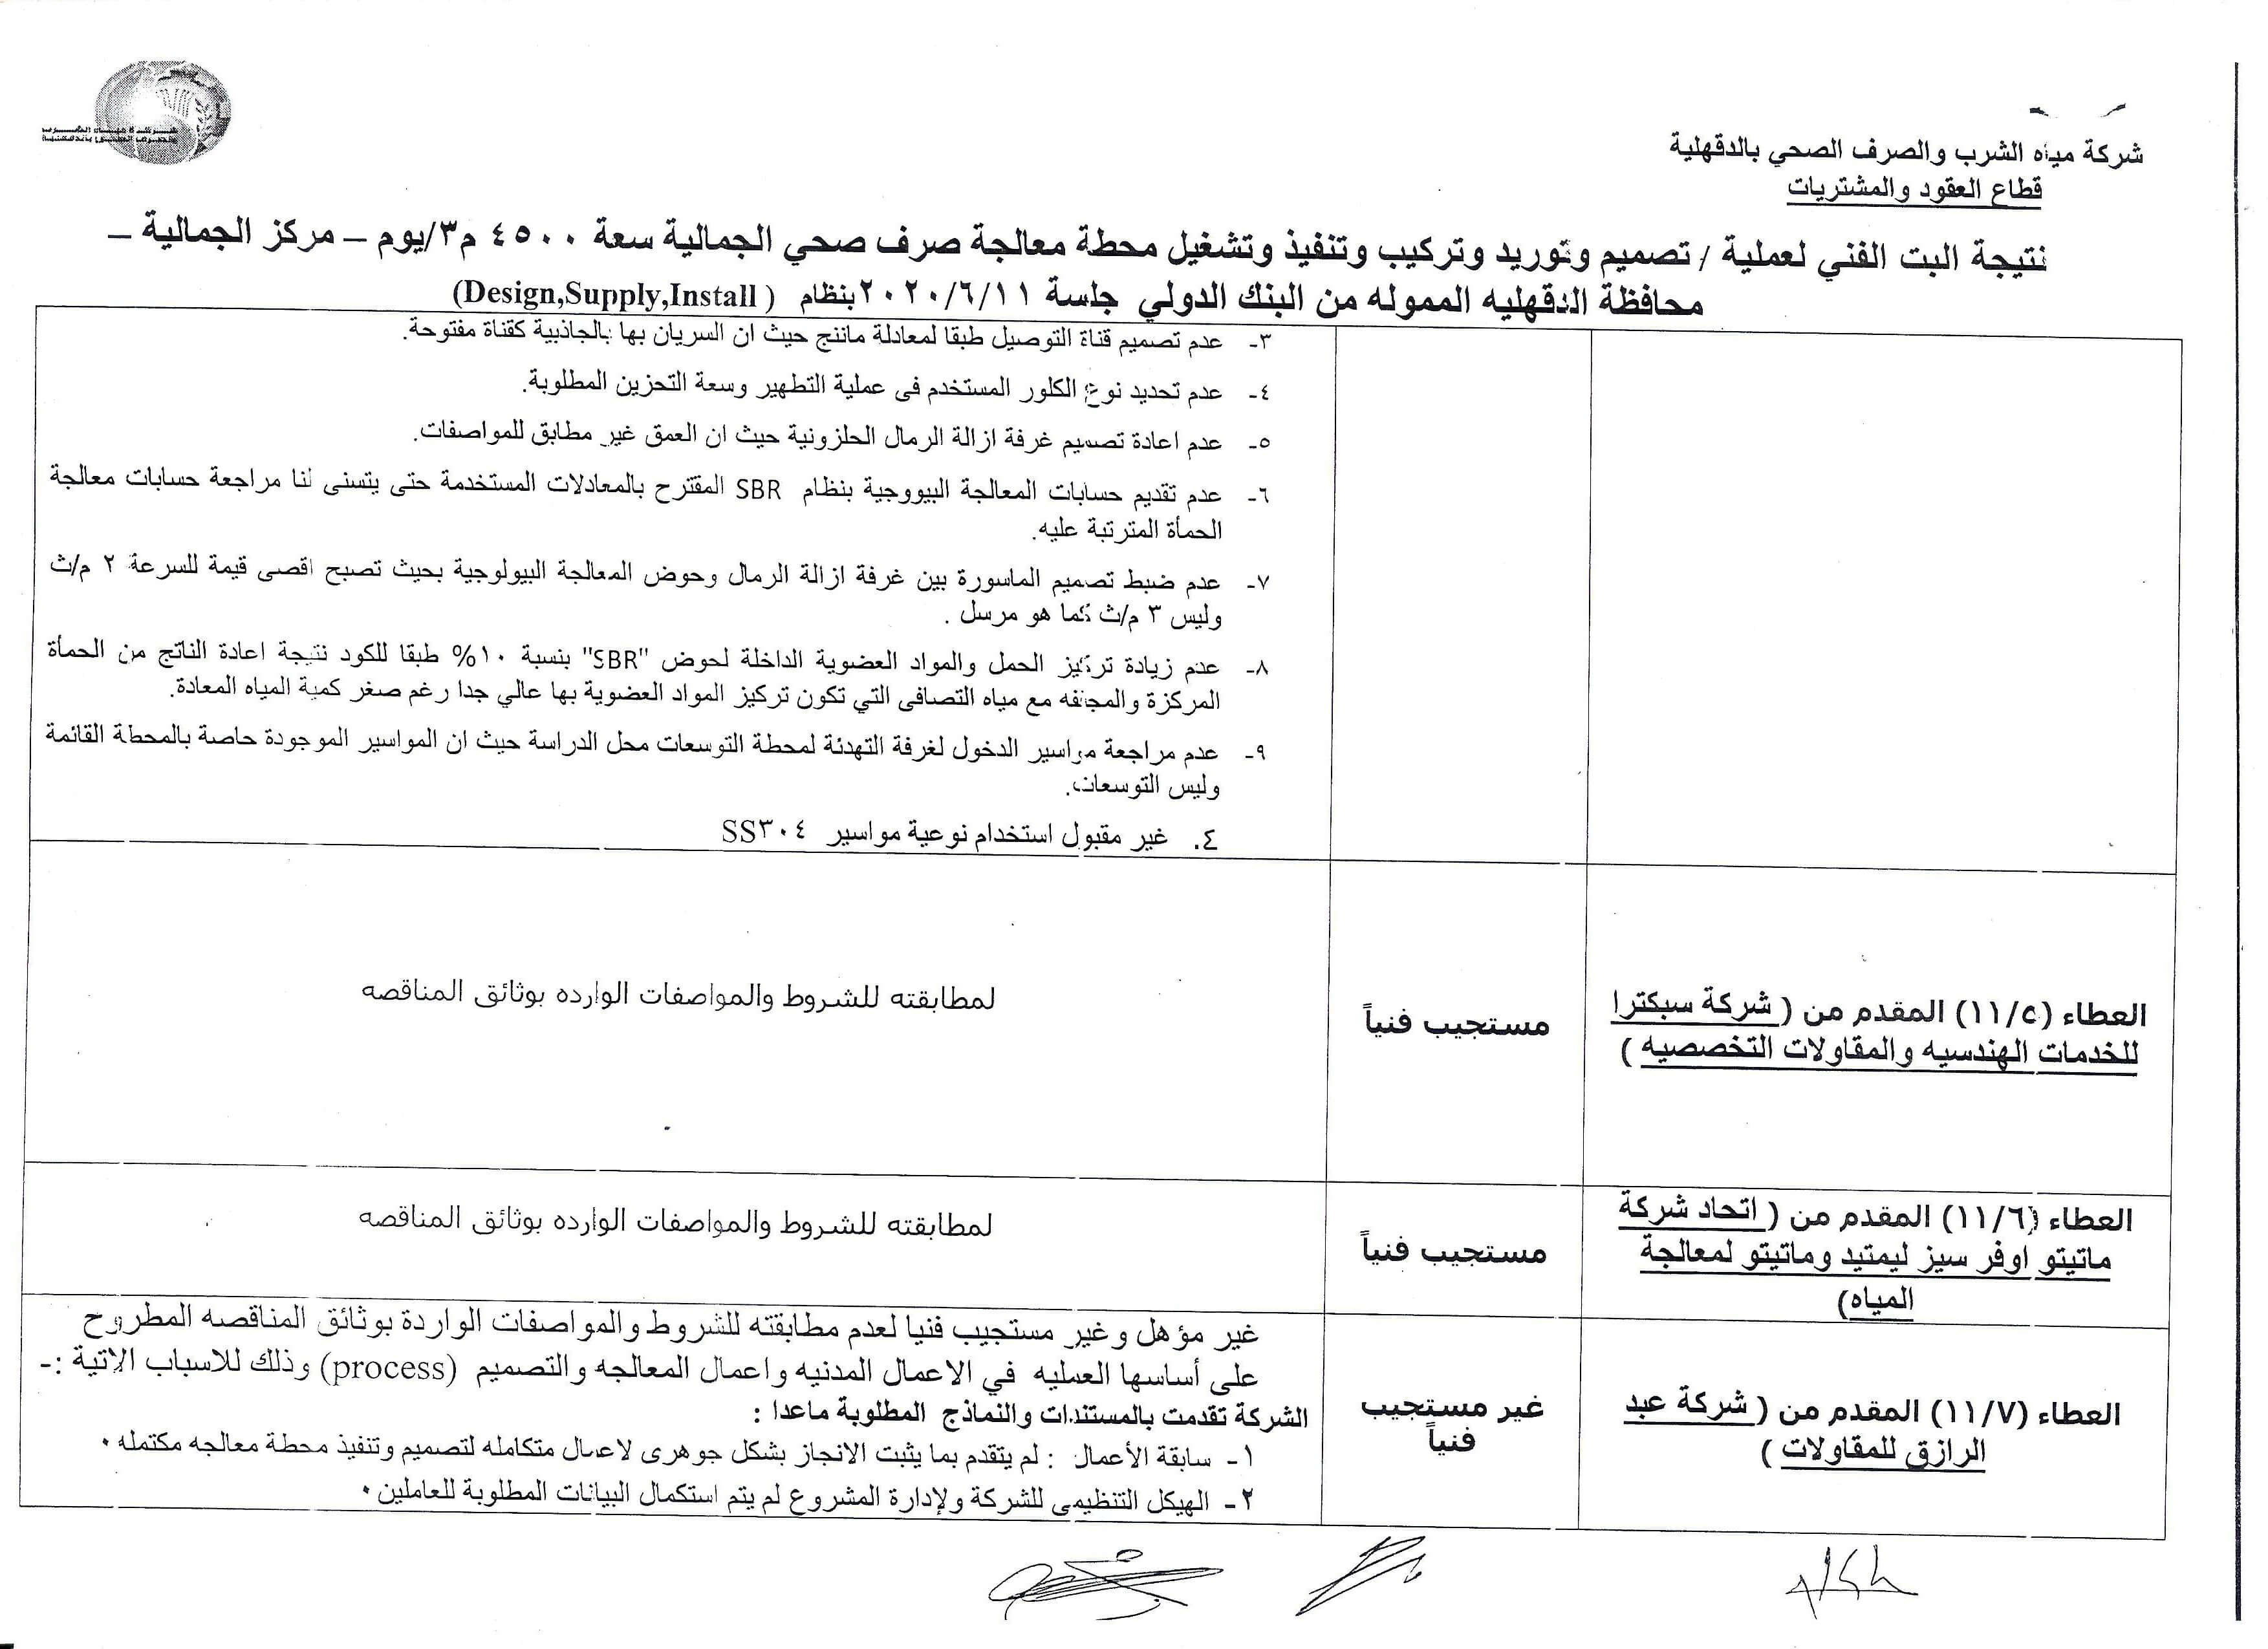 شركة مياه الشرب والصرف الصحي بالدقهلية
قطاع العقود والمشتريات
نتيجة البت الفني لعملية / تصميم وتوريد وتركيب وتنفيذ وتشغيل محطة معالجة صرف صحي الجمالية سعة ٤٥٠٠ م٣/يوم – مركز الجمالية –
محافظة الدقهليه الممولة من البنك الدولي جلسة ٢٠٢٠/٦/١١ بنظام (Design,Supply,Install)
٣- عدم تصميم قناة التوصيل طبقا لمعادلة ماننج حيث ان السريان بها بالجاذبية كقناة مفتوحة.
٤- عدم تحديد نوع الكلور المستخدم فى عملية التطهير وسعة التخزين المطلوبة.
٥- عدم اعادة تصميم غرفة ازالة الرمال الحلزونية حيث ان العمق غير مطابق للمواصفات.
٦- عدم تقديم حسابات المعالجة البيووجية بنظام SBR المقترح بالمعادلات المستخدمة حتى يتسنى لنا مراجعة حسابات معالجة
الحمأة المترتبة عليه.
٧- عدم ضبط تصميم الماسورة بين غرفة ازالة الرمال وحوض المعالجة البيولوجية بحيث تصبح اقصى قيمة للسرعة ٢ م/ث
وليس ٣ م/ث كما هو مرسل .
٨- عدم زيادة تركيز الحمل والمواد العضوية الداخلة لحوض "SBR" بنسبة ١٠% طبقا للكود نتيجة اعادة الناتج من الحمأة
المركزة والمجففه مع مياه التصافى التي تكون تركيز المواد العضوية بها عالي جدا رغم صغر كمية المياه المعادة.
٩- عدم مراجعة مواسير الدخول لغرفة التهدئة لمحطة التوسعات محل الدراسة حيث ان المواسير الموجودة خاصة بالمحطة القائمة
وليس التوسعات.
٤. غير مقبول استخدام نوعية مواسير SS٣٠٤
العطاء (١١/٥) المقدم من ( شركة سبكترا
للخدمات الهندسيه والمقاولات التخصصيه )
مستجيب فنياً
لمطابقته للشروط والمواصفات الوارده بوثائق المناقصه
العطاء (١١/٦) المقدم من ( اتحاد شركة
ماتيتو اوفر سيز ليمتيد وماتيتو لمعالجة
المياه)
مستجيب فنياً
لمطابقته للشروط والمواصفات الوارده بوثائق المناقصه
العطاء (١١/٧) المقدم من ( شركة عبد
الرازق للمقاولات )
غير مستجيب
فنياً
غير مؤهل وغير مستجيب فنيا لعدم مطابقته للشروط والمواصفات الواردة بوثائق المناقصه المطروح
على أساسها العمليه في الاعمال المدنيه واعمال المعالجه والتصميم (process) وذلك للاسباب الاتية :-
الشركة تقدمت بالمستندات والنماذج المطلوبة ماعدا :
١- سابقة الأعمال : لم يتقدم بما يثبت الانجاز بشكل جوهرى لاعمال متكامله لتصميم وتنفيذ محطة معالجه مكتمله ٠
٢- الهيكل التنظيمى للشركة ولإدارة المشروع لم يتم استكمال البيانات المطلوبة للعاملين ٠